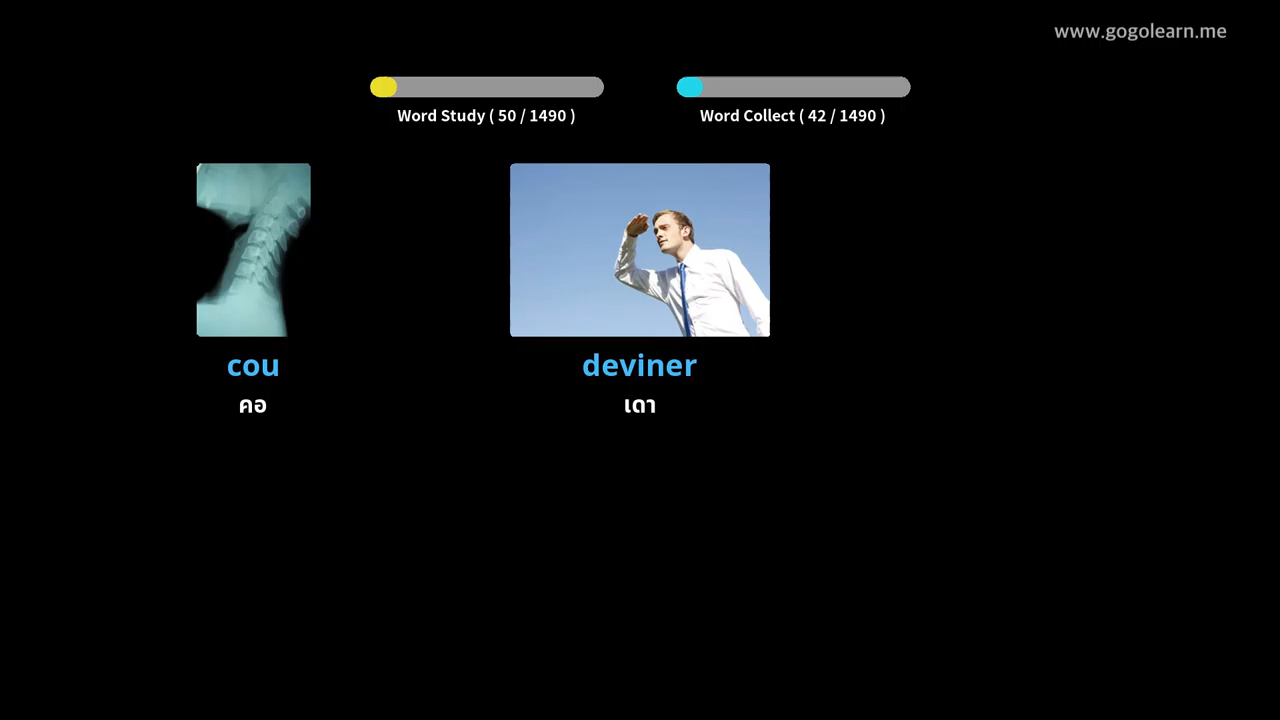 www.gogolearn.me
Word Study ( 50 / 1490 )
Word Collect ( 42 / 1490 )
cou
คอ
deviner
เดา